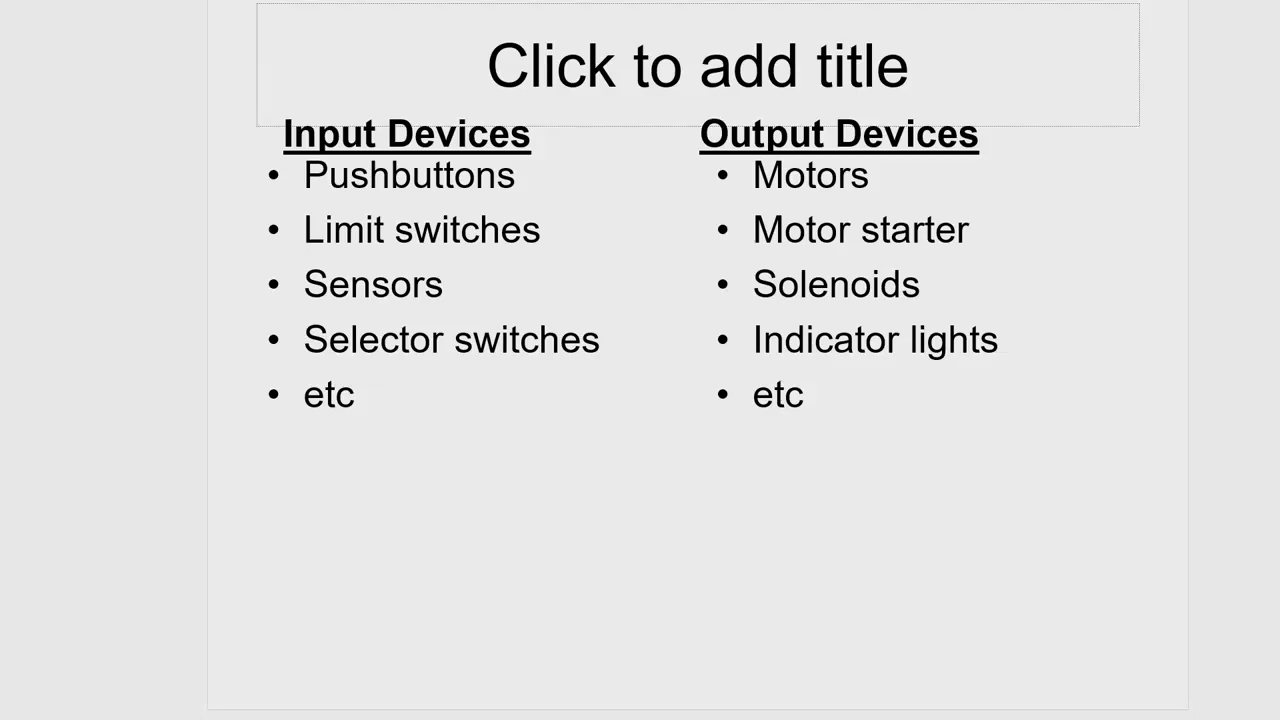 Click to add title
Input Devices
• Pushbuttons
• Limit switches
• Sensors
• Selector switches
• etc
Output Devices
• Motors
• Motor starter
• Solenoids
• Indicator lights
• etc